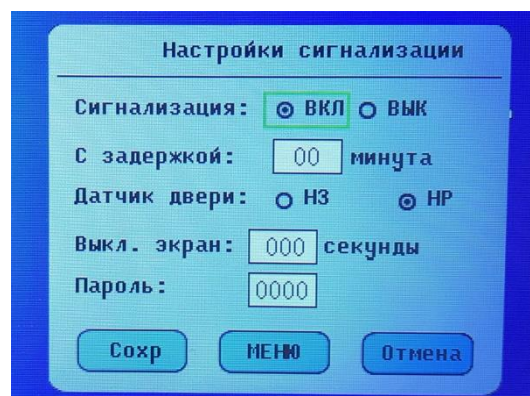 Настройки сигнализации
Сигнализация: ВКЛ ВЫК
С задержкой: 00 минута
Датчик двери: НЗ НР
Выкл. экран: 000 секунды
Пароль: 0000
Сохр МЕНЮ Отмена